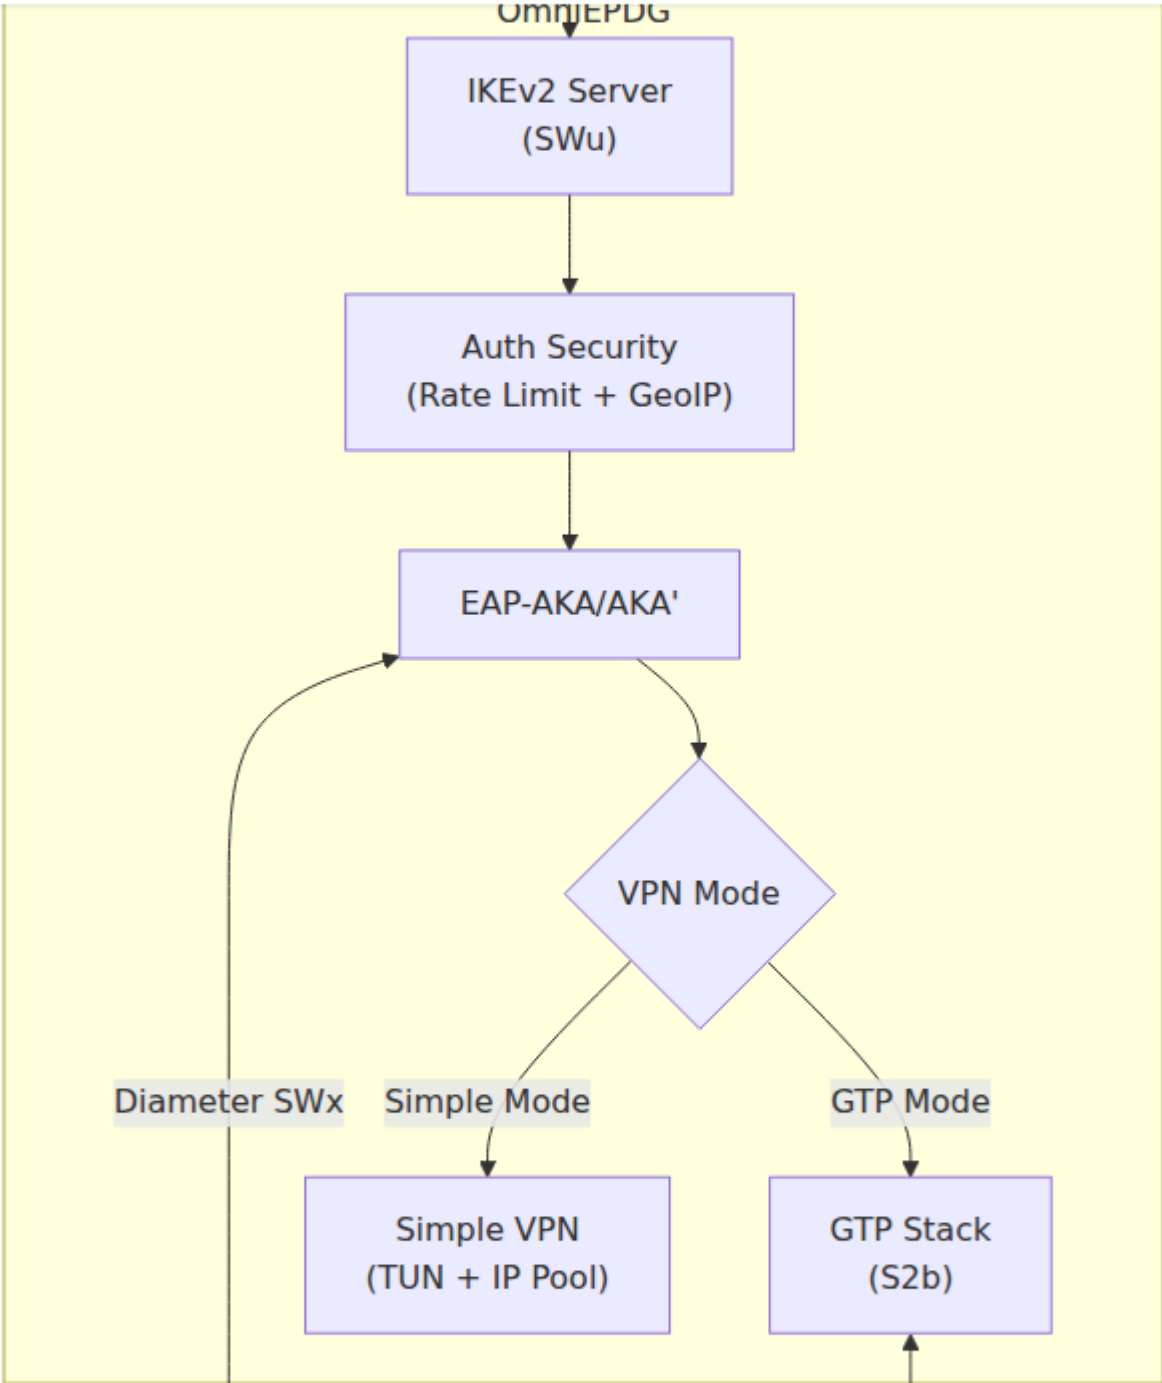 OmniEPDG
IKEv2 Server
(SWu)
Auth Security
(Rate Limit + GeoIP)
EAP-AKA/AKA'
VPN Mode
Diameter SWx
Simple Mode
GTP Mode
Simple VPN
(TUN + IP Pool)
GTP Stack
(S2b)